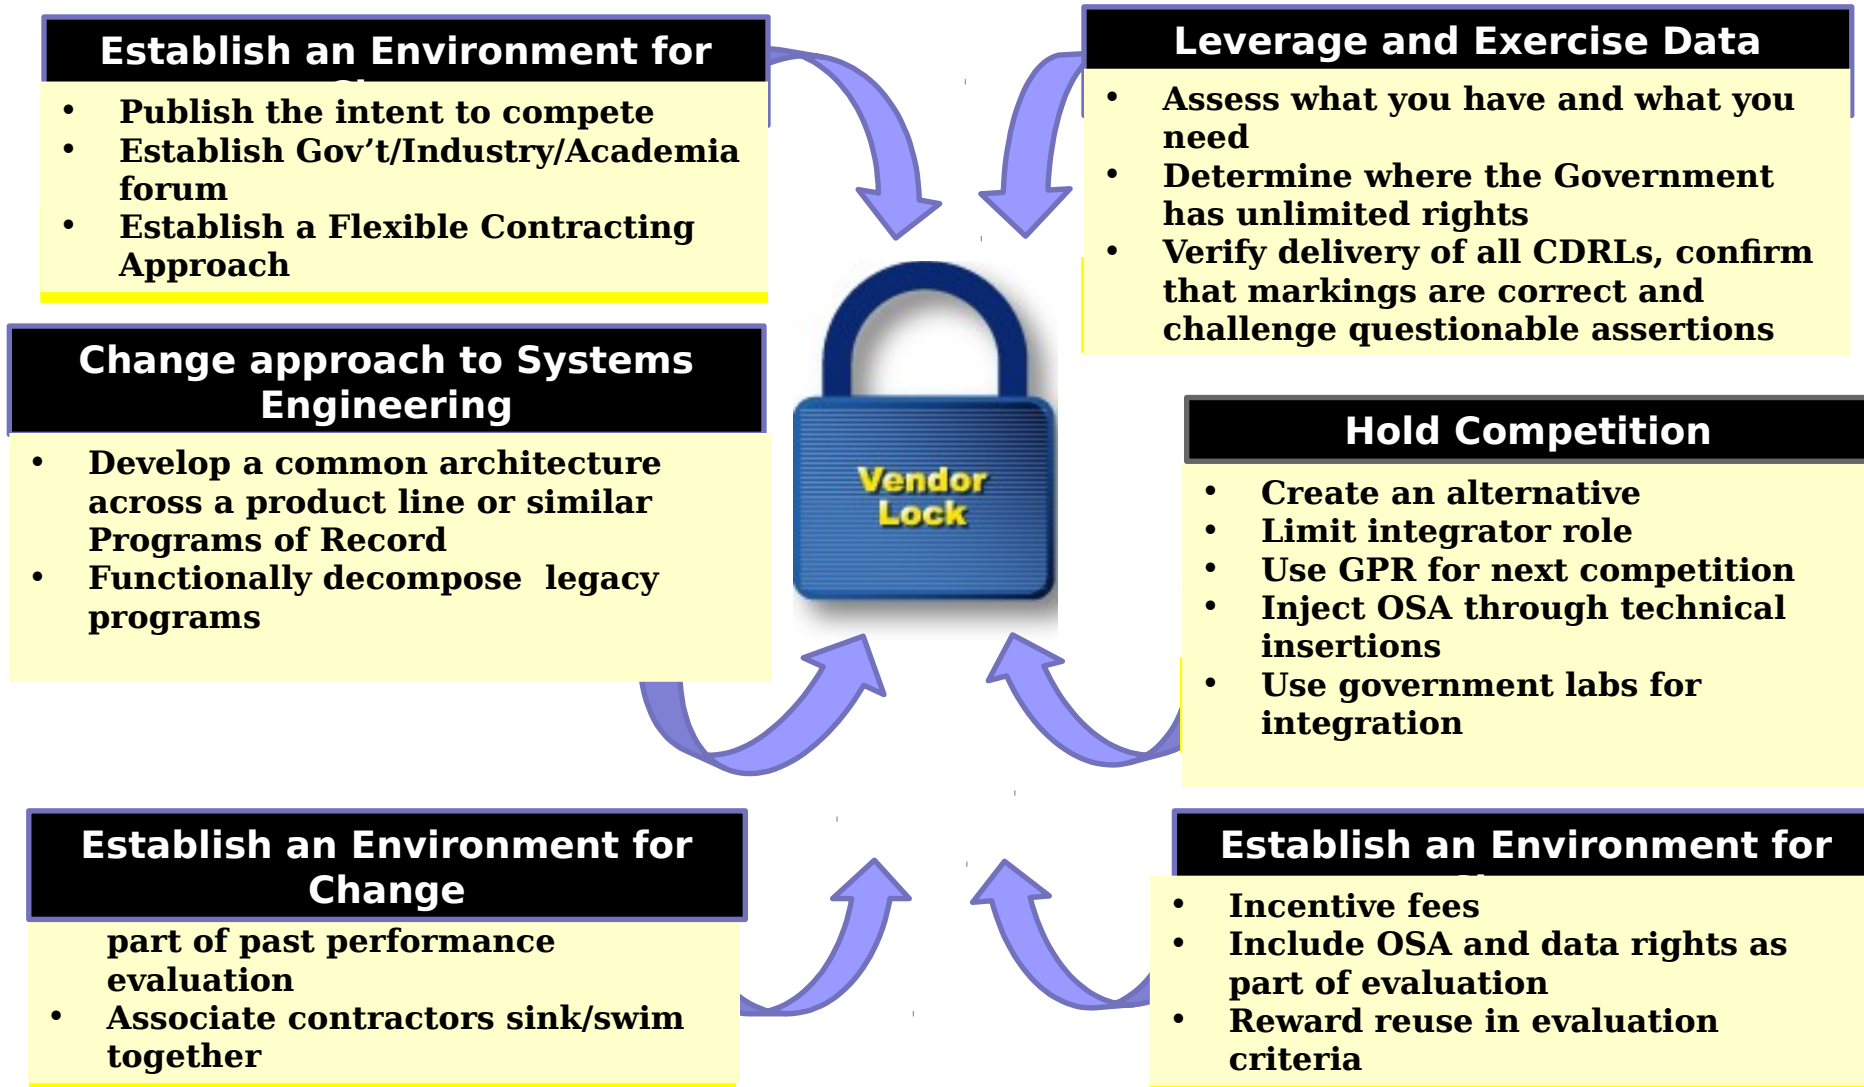 Establish an Environment for
• Publish the intent to compete
• Establish Gov’t/Industry/Academia
forum
• Establish a Flexible Contracting
Approach
Leverage and Exercise Data
• Assess what you have and what you
need
• Determine where the Government
has unlimited rights
• Verify delivery of all CDRLs, confirm
that markings are correct and
challenge questionable assertions
Change approach to Systems
Engineering
• Develop a common architecture
across a product line or similar
Programs of Record
• Functionally decompose  legacy
programs
Vendor
Lock
Hold Competition
• Create an alternative
• Limit integrator role
• Use GPR for next competition
• Inject OSA through technical
insertions
• Use government labs for
integration
Establish an Environment for
Change
part of past performance
evaluation
• Associate contractors sink/swim
together
Establish an Environment for
• Incentive fees
• Include OSA and data rights as
part of evaluation
• Reward reuse in evaluation
criteria